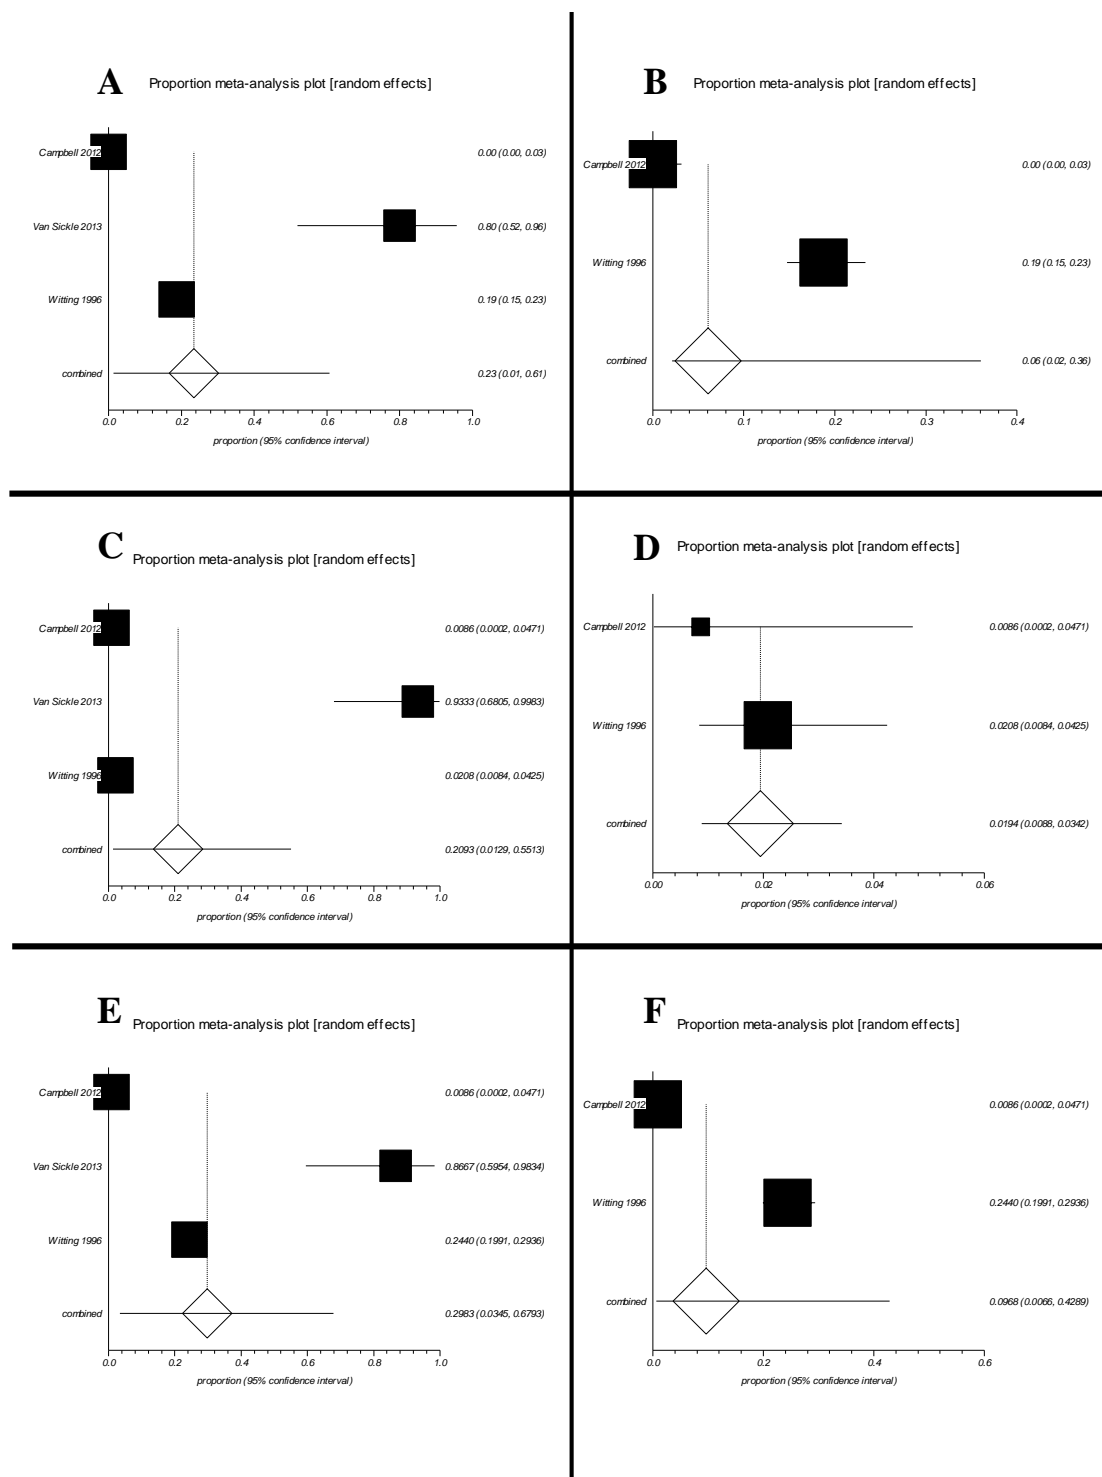 A
Proportion meta-analysis plot [random effects]
Campbell 2012
0.00 (0.00, 0.03)
Van Sickle 2013
0.80 (0.52, 0.96)
Witting 1996
0.19 (0.15, 0.23)
combined
0.23 (0.01, 0.61)
0.0 0.2 0.4 0.6 0.8 1.0
proportion (95% confidence interval)
B
Proportion meta-analysis plot [random effects]
Campbell 2012
0.00 (0.00, 0.03)
Witting 1996
0.19 (0.15, 0.23)
combined
0.06 (0.02, 0.36)
0.0 0.1 0.2 0.3 0.4
proportion (95% confidence interval)
C
Proportion meta-analysis plot [random effects]
Campbell 2012
0.0086 (0.0002, 0.0471)
Van Sickle 2013
0.9333 (0.6805, 0.9983)
Witting 1996
0.0208 (0.0084, 0.0425)
combined
0.2093 (0.0129, 0.5513)
0.0 0.2 0.4 0.6 0.8 1.0
proportion (95% confidence interval)
D
Proportion meta-analysis plot [random effects]
Campbell 2012
0.0086 (0.0002, 0.0471)
Witting 1996
0.0208 (0.0084, 0.0425)
combined
0.0194 (0.0088, 0.0342)
0.00 0.02 0.04 0.06
proportion (95% confidence interval)
E
Proportion meta-analysis plot [random effects]
Campbell 2012
0.0086 (0.0002, 0.0471)
Van Sickle 2013
0.8667 (0.5954, 0.9834)
Witting 1996
0.2440 (0.1991, 0.2936)
combined
0.2983 (0.0345, 0.6793)
0.0 0.2 0.4 0.6 0.8 1.0
proportion (95% confidence interval)
F
Proportion meta-analysis plot [random effects]
Campbell 2012
0.0086 (0.0002, 0.0471)
Witting 1996
0.2440 (0.1991, 0.2936)
combined
0.0968 (0.0066, 0.4289)
0.0 0.2 0.4 0.6
proportion (95% confidence interval)